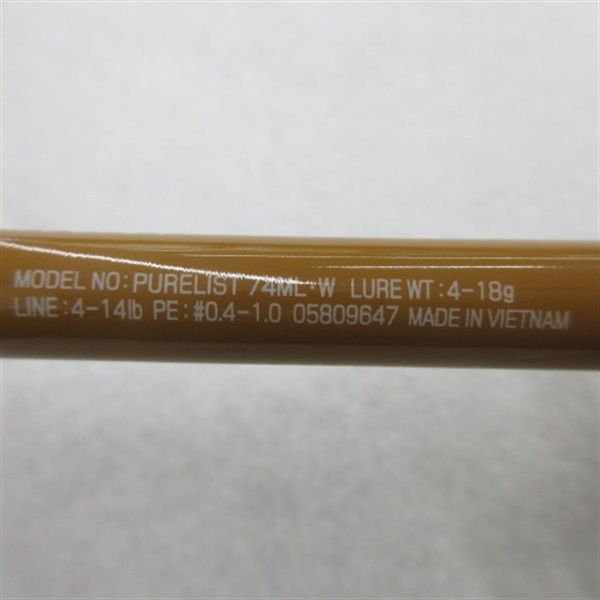 MODEL NO: PURELIST 74ML・W LURE WT: 4-18g
LINE: 4-14lb PE: #0.4-1.0 05809647 MADE IN VIETNAM